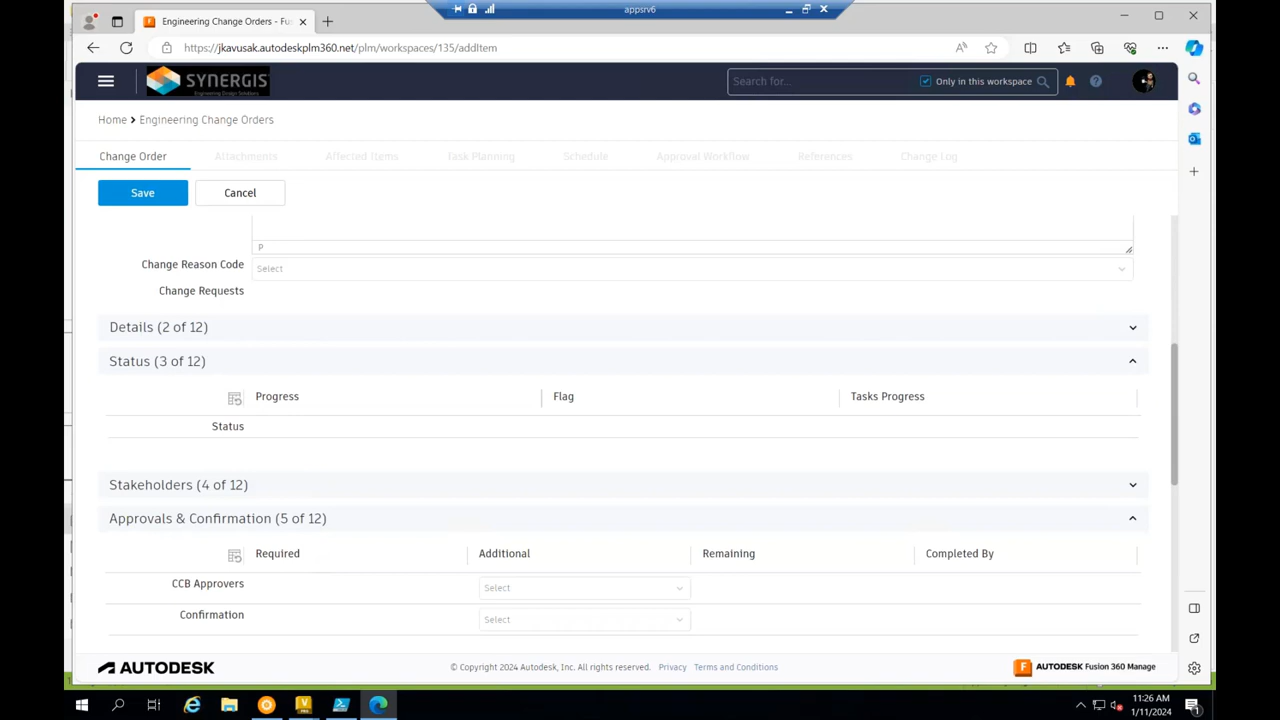 appsrv6
Engineering Change Orders - Fus
https://jkavusak.autodeskplm360.net/plm/workspaces/135/addItem
SYNERGIS
Engineering Design Solutions
Search for...
Only in this workspace
Home > Engineering Change Orders
Change Order
Attachments
Affected Items
Task Planning
Schedule
Approval Workflow
References
Change Log
Save
Cancel
P
Change Reason Code
Select
Change Requests
Details (2 of 12)
Status (3 of 12)
Progress
Flag
Tasks Progress
Status
Stakeholders (4 of 12)
Approvals & Confirmation (5 of 12)
Required
Additional
Remaining
Completed By
CCB Approvers
Select
Confirmation
Select
AUTODESK
© Copyright 2024 Autodesk, Inc. All rights reserved.
Privacy
Terms and Conditions
AUTODESK Fusion 360 Manage
11:26 AM
1/11/2024